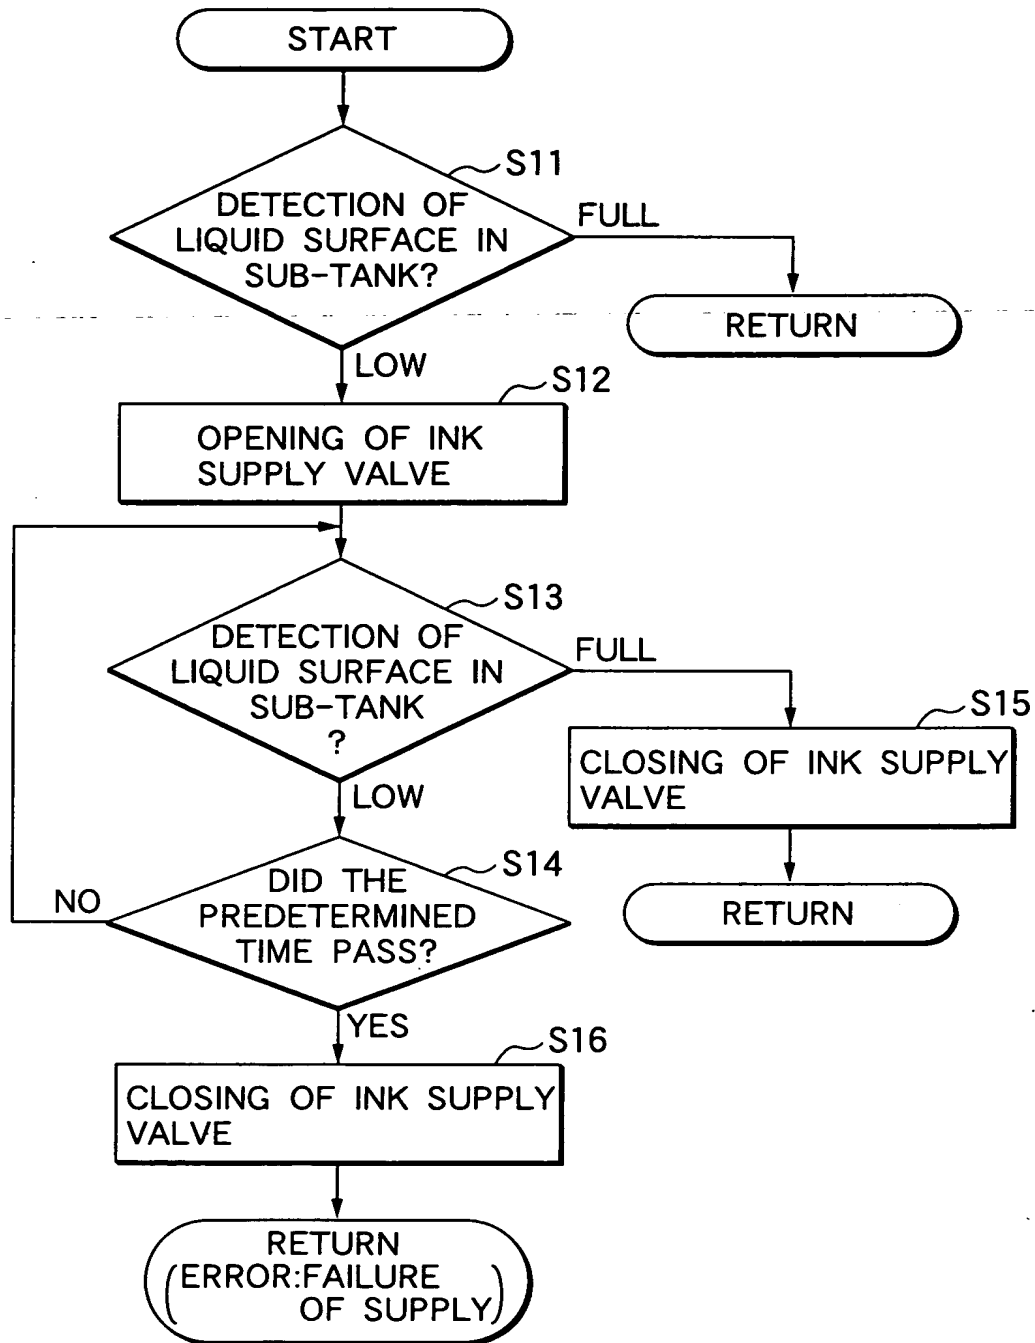 START
S11
DETECTION OF
LIQUID SURFACE IN
SUB-TANK?
FULL
RETURN
LOW
S12
OPENING OF INK
SUPPLY VALVE
S13
DETECTION OF
LIQUID SURFACE IN
SUB-TANK
?
FULL
S15
CLOSING OF INK SUPPLY
VALVE
RETURN
LOW
S14
DID THE
PREDETERMINED
TIME PASS?
NO
YES
S16
CLOSING OF INK SUPPLY
VALVE
RETURN
(ERROR:FAILURE
OF SUPPLY)